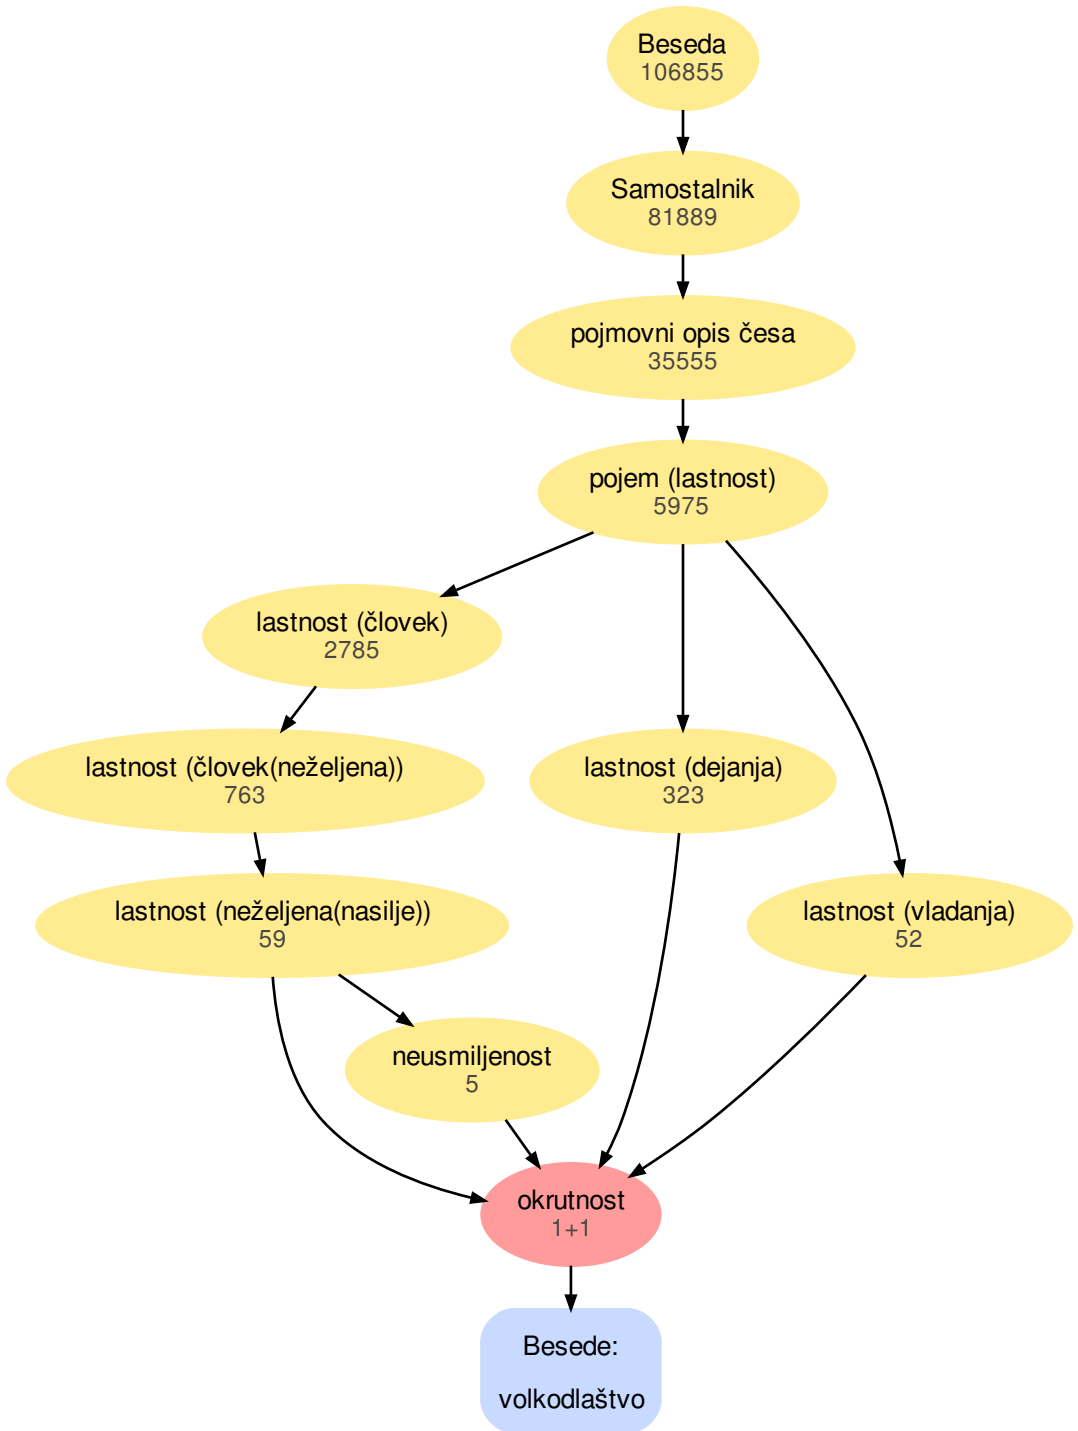 Beseda
106855
Samostalnik
81889
pojmovni opis česa
35555
pojem (lastnost)
5975
lastnost (človek)
2785
lastnost (človek(neželjena))
763
lastnost (dejanja)
323
lastnost (neželjena(nasilje))
59
lastnost (vladanja)
52
neusmiljenost
5
okrutnost
1+1
Besede:
volkodlaštvo